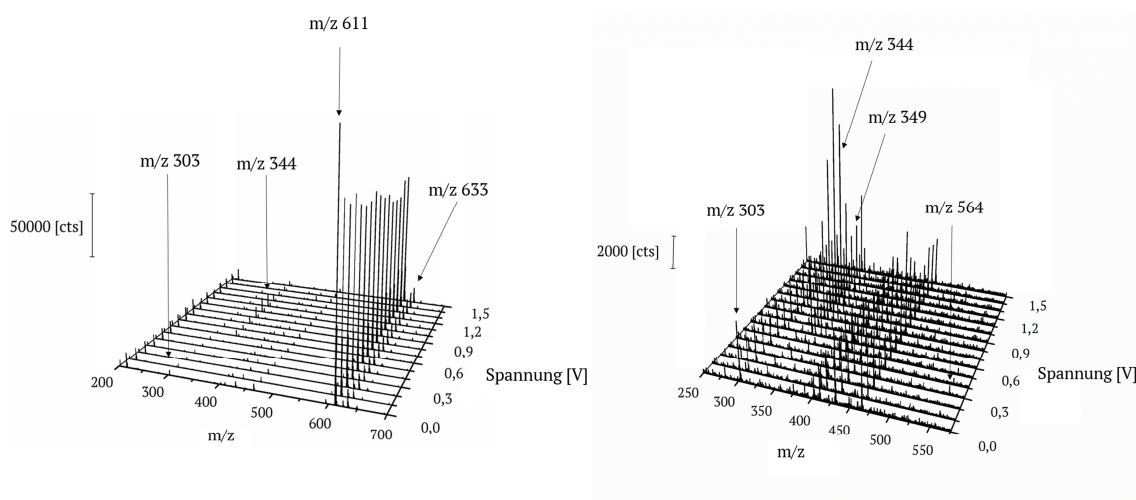 m/z 611
m/z 303
m/z 344
m/z 633
50000 [cts]
200
300
400
500
600
700
m/z
0,0
0,3
0,6
0,9
1,2
1,5
Spannung [V]
m/z 344
m/z 349
m/z 303
m/z 564
2000 [cts]
250
300
350
400
450
500
550
m/z
0,0
0,3
0,6
0,9
1,2
1,5
Spannung [V]